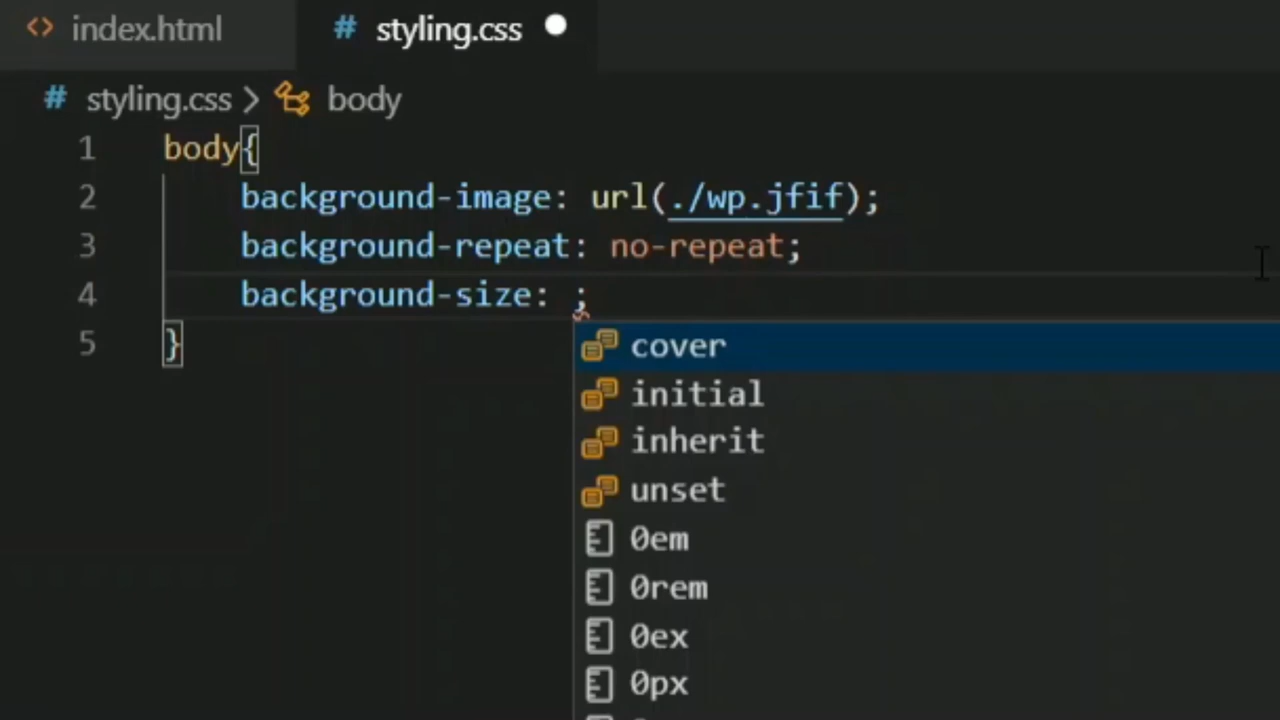 index.html
# styling.css
# styling.css > body
1 body{
2 background-image: url(./wp.jfif);
3 background-repeat: no-repeat;
4 background-size: ;
5 }
cover
initial
inherit
unset
0em
0rem
0ex
0px